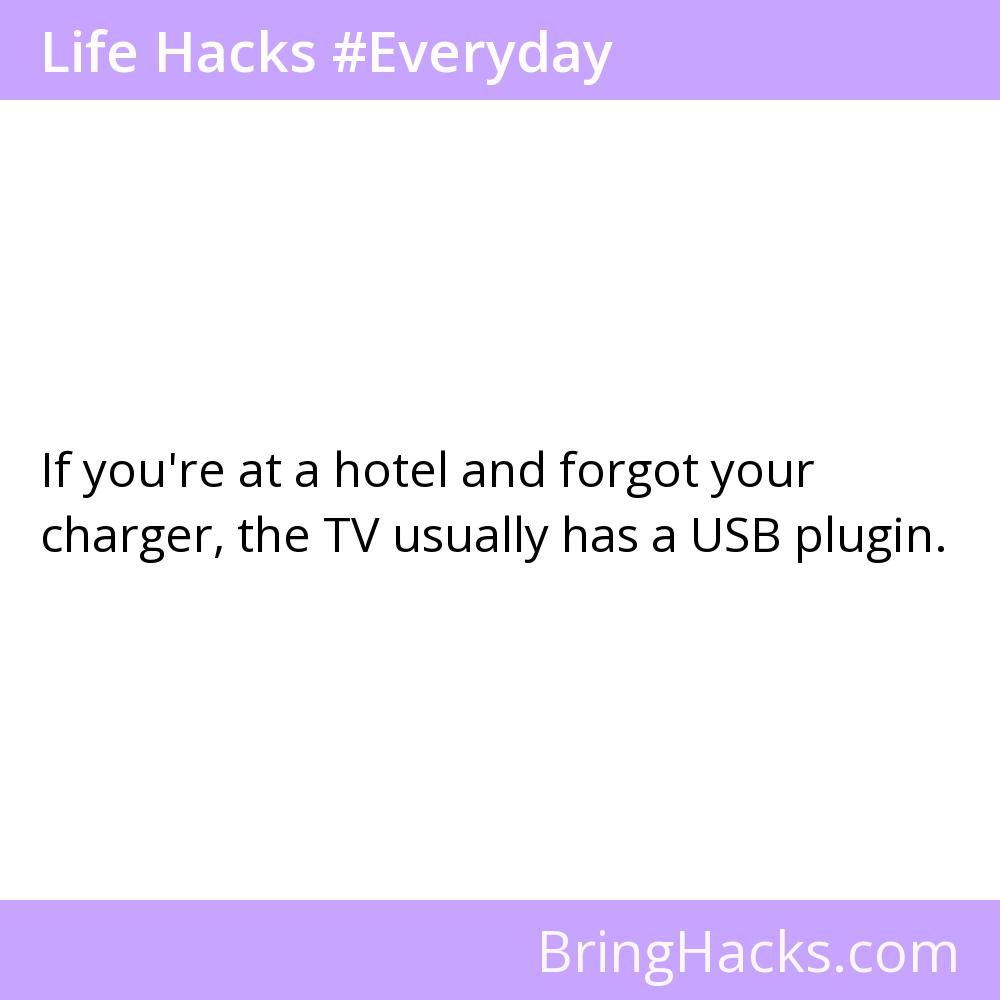 Life Hacks #Everyday
If you're at a hotel and forgot your
charger, the TV usually has a USB plugin.
BringHacks.com